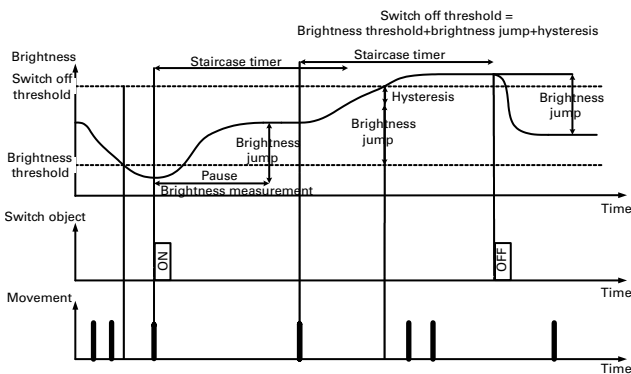 Switch off threshold =
Brightness threshold+brightness jump+hysteresis
Brightness
Staircase timer
Staircase timer
Switch off
threshold
Hysteresis
Brightness
jump
Brightness
jump
Brightness
jump
Brightness
threshold
Pause
Brightness measurement
Time
Switch object
ON
OFF
Time
Movement
Time